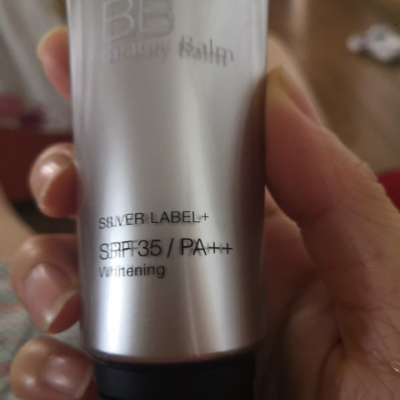 BB
Beauty Balm
SILVER LABEL+
SPF35 / PA++
Whitening